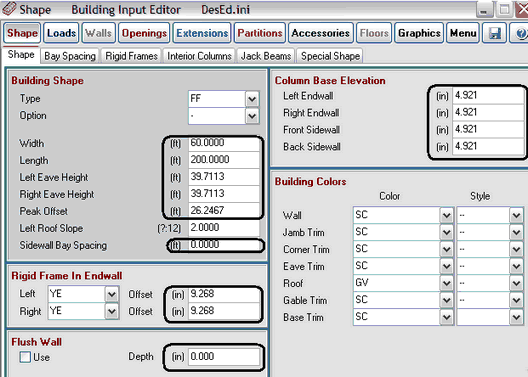 Shape Building Input Editor DesEd.ini
Shape Loads Walls Openings Extensions Partitions Accessories Floors Graphics Menu
Shape Bay Spacing Rigid Frames Interior Columns Jack Beams Special Shape
Building Shape
Type FF
Option -
Width (ft) 60.0000
Length (ft) 200.0000
Left Eave Height (ft) 39.7113
Right Eave Height (ft) 39.7113
Peak Offset (ft) 26.2467
Left Roof Slope (?:12) 2.0000
Sidewall Bay Spacing (ft) 0.0000
Rigid Frame In Endwall
Left YE Offset (in) 9.268
Right YE Offset (in) 9.268
Flush Wall
Use Depth (in) 0.000
Column Base Elevation
Left Endwall (in) 4.921
Right Endwall (in) 4.921
Front Sidewall (in) 4.921
Back Sidewall (in) 4.921
Building Colors
Color Style
Wall SC --
Jamb Trim SC --
Corner Trim SC --
Eave Trim SC --
Roof GV --
Gable Trim SC --
Base Trim SC --